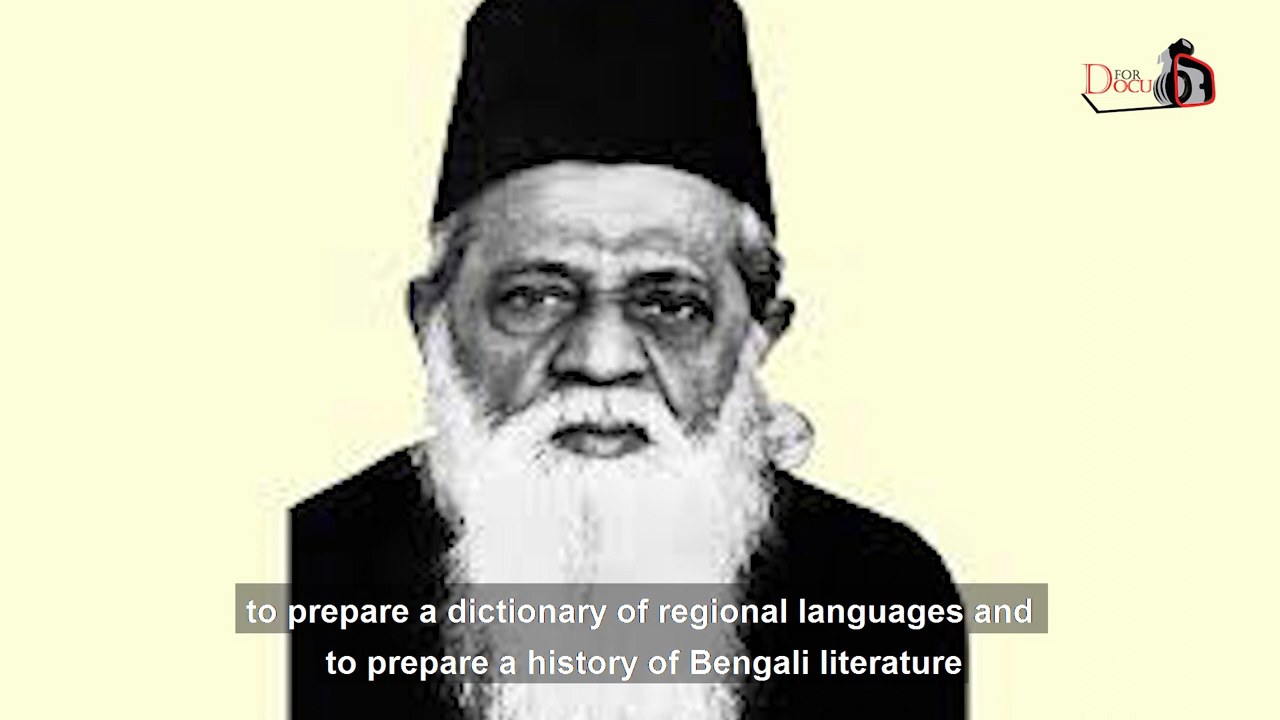 D FOR
DOCU
to prepare a dictionary of regional languages and
to prepare a history of Bengali literature